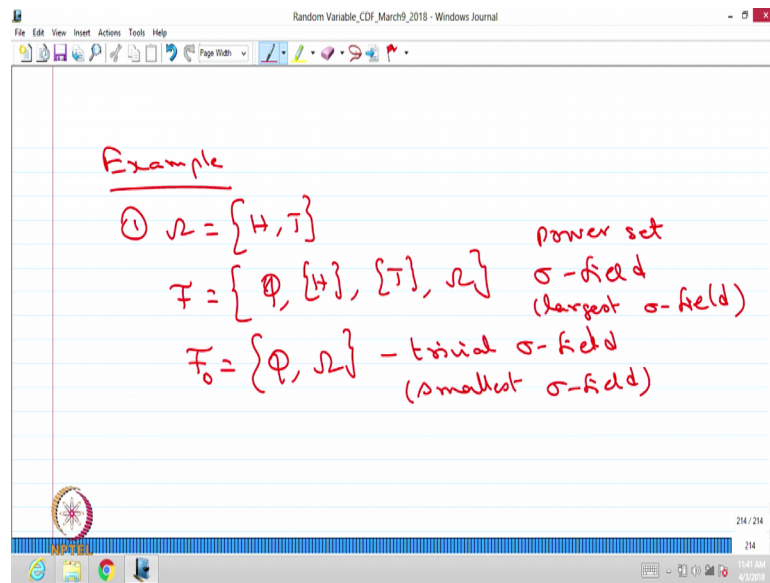 Random Variable_CDF_March9_2018 - Windows Journal
File Edit View Insert Actions Tools Help
Page Width
Example
① Ω = {H, T}
F = {Φ, {H}, {T}, Ω} power set
σ-field
(largest σ-field)
F₀ = {Φ, Ω} - trivial σ-field
(smallest σ-field)
NPTEL
214 / 214
214
11:41 AM
4/3/2018